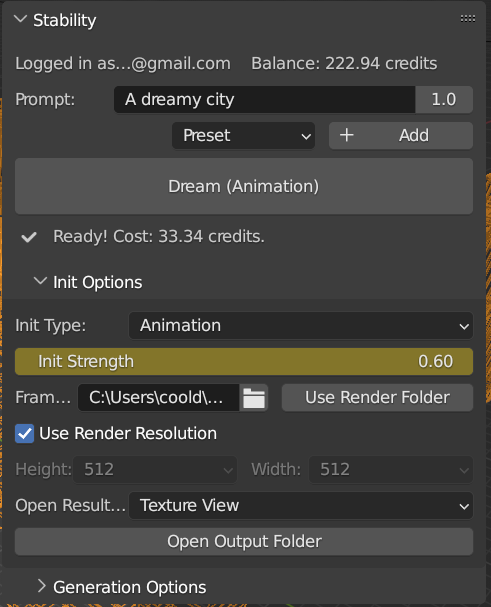 Stability
Logged in as...@gmail.com Balance: 222.94 credits
Prompt: A dreamy city 1.0
Preset + Add
Dream (Animation)
Ready! Cost: 33.34 credits.
Init Options
Init Type: Animation
Init Strength 0.60
Fram... C:\Users\coold\... Use Render Folder
Use Render Resolution
Height: 512 Width: 512
Open Result... Texture View
Open Output Folder
Generation Options